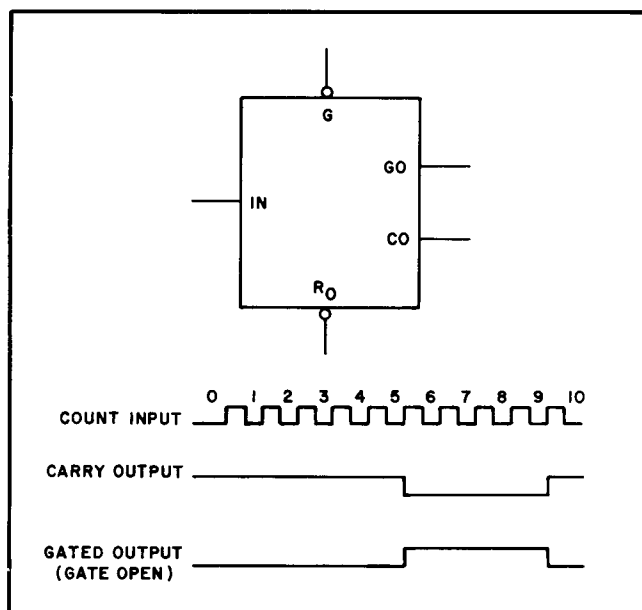 G
GO
IN
CO
R0
0 1 2 3 4 5 6 7 8 9 10
COUNT INPUT
CARRY OUTPUT
GATED OUTPUT
(GATE OPEN)